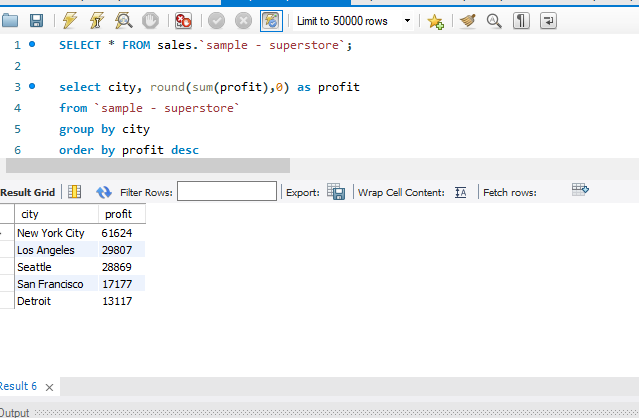 Limit to 50000 rows
1 SELECT * FROM sales.`sample - superstore`;
2
3 select city, round(sum(profit),0) as profit
4 from `sample - superstore`
5 group by city
6 order by profit desc
Result Grid Filter Rows: Export: Wrap Cell Content: Fetch rows:
city profit
New York City 61624
Los Angeles 29807
Seattle 28869
San Francisco 17177
Detroit 13117
Result 6
Output